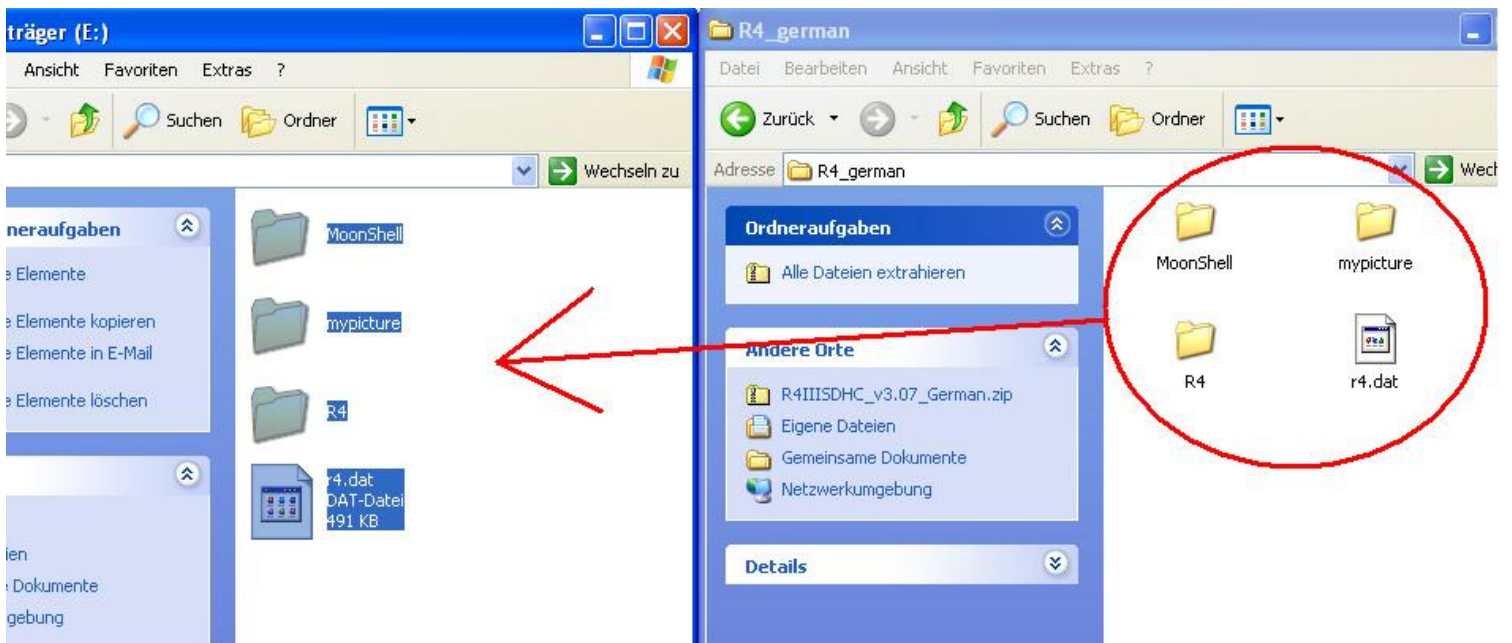 träger (E:)
Ansicht Favoriten Extras ?
Suchen Ordner
Wechseln zu
neraufgaben
e Elemente
e Elemente kopieren
e Elemente in E-Mail
e Elemente löschen
ien
Dokumente
gebung
MoonShell
mypicture
R4
r4.dat
DAT-Datei
491 KB
R4_german
Datei Bearbeiten Ansicht Favoriten Extras ?
Zurück Suchen Ordner
Adresse R4_german Wech
Ordneraufgaben
Alle Dateien extrahieren
Andere Orte
R4IIISDHC_v3.07_German.zip
Eigene Dateien
Gemeinsame Dokumente
Netzwerkumgebung
Details
MoonShell mypicture
R4 r4.dat